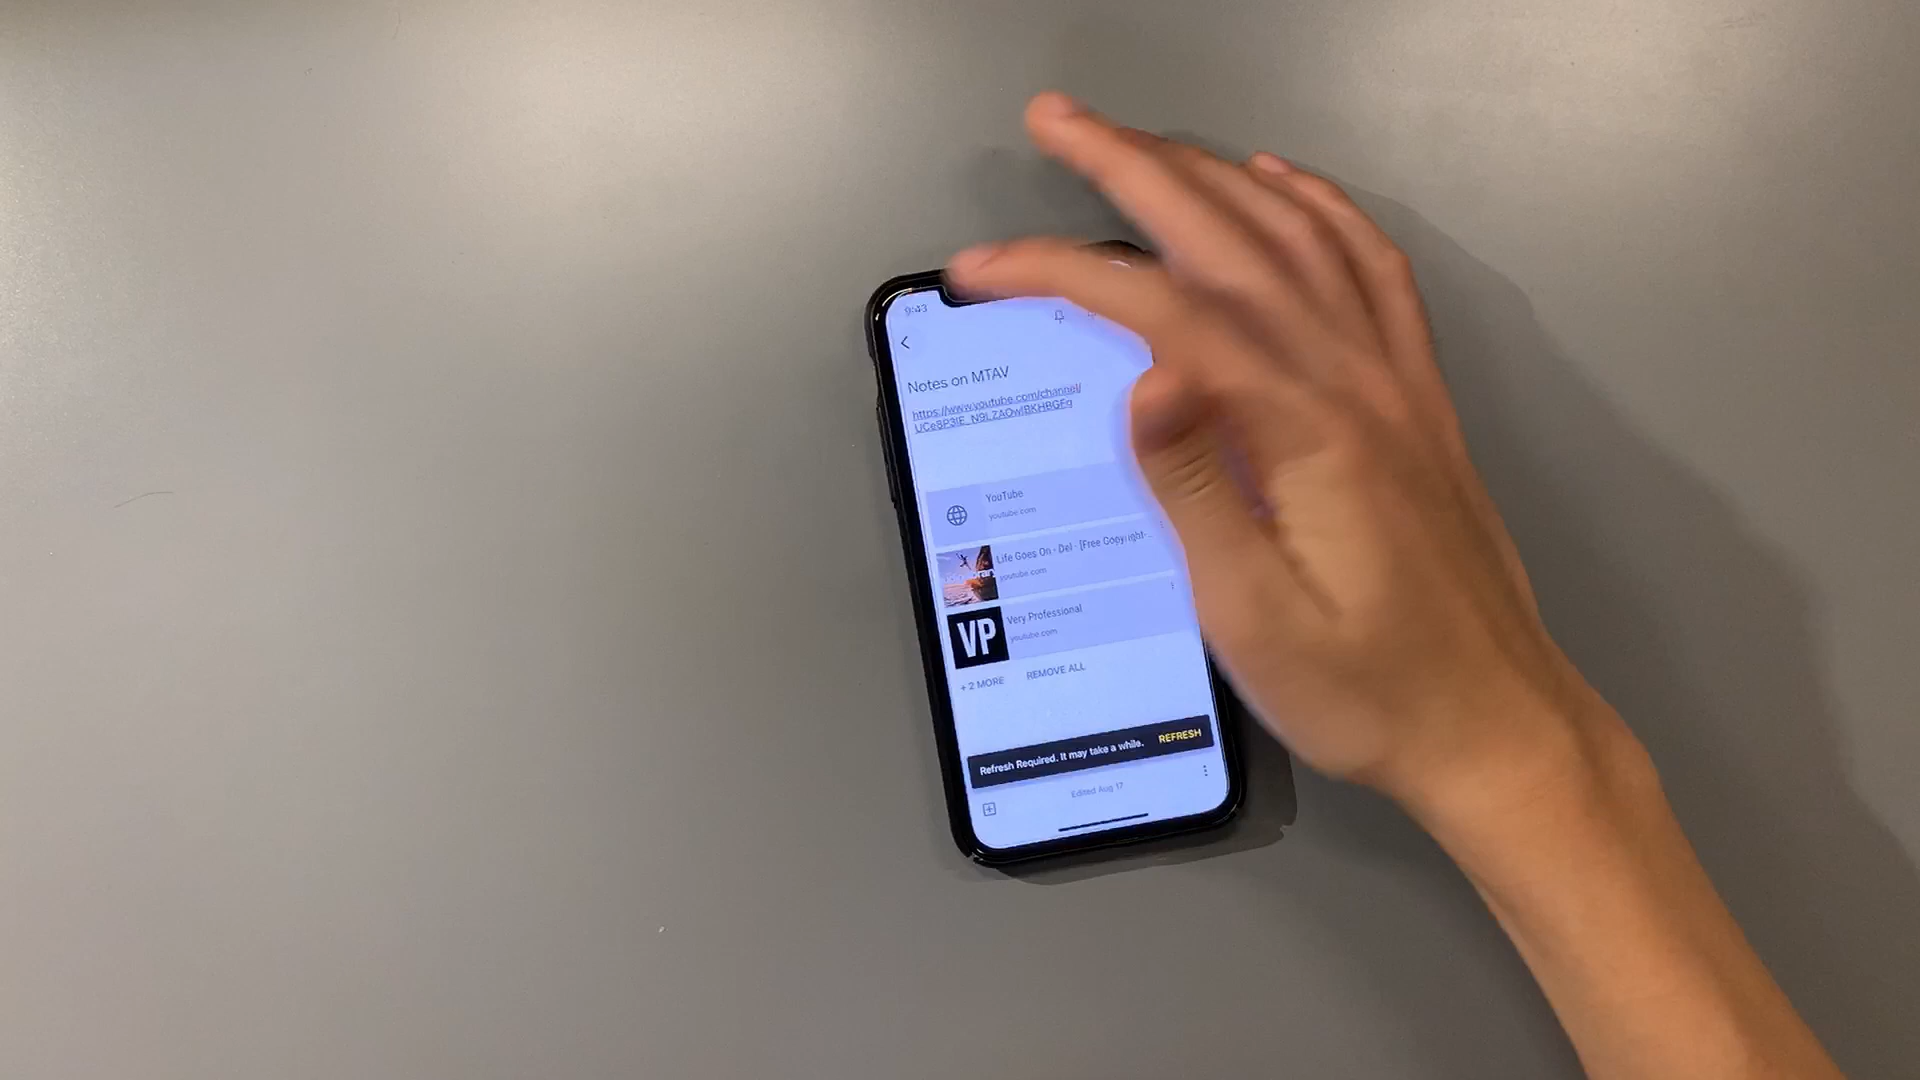 9:43
Notes on MTAV
https://www.youtube.com/channel/
YouTube
youtube.com
Life Goes On - Del - [Free Copyright-...
youtube.com
VP
Very Professional
youtube.com
+ 2 MORE
REMOVE ALL
Refresh Required. It may take a while.
REFRESH
Edited Aug 17